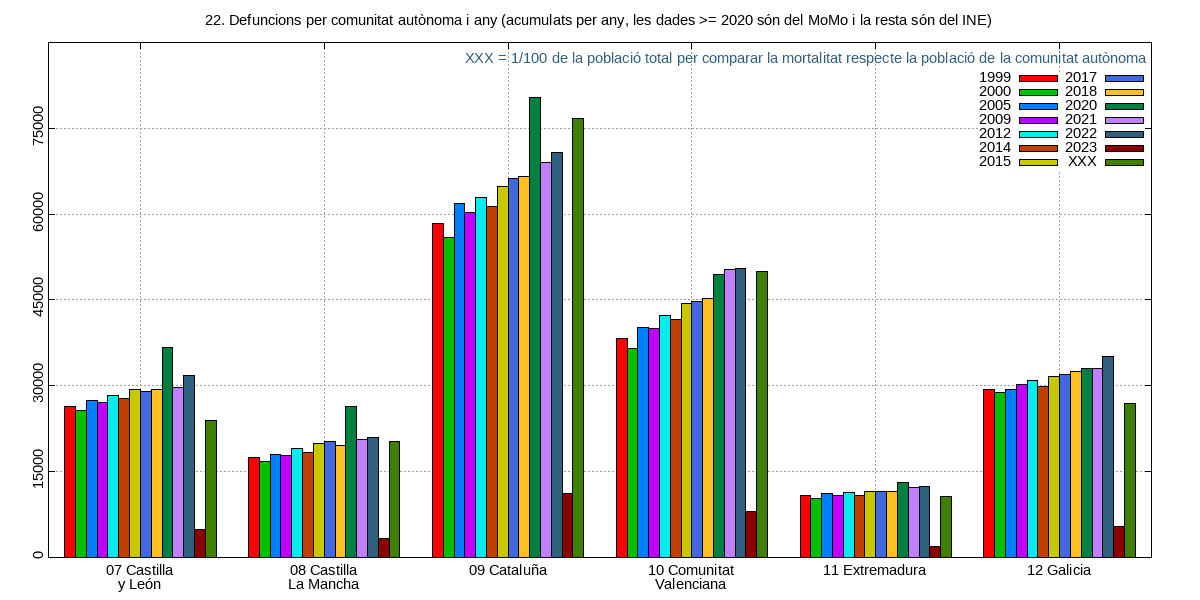 22. Defuncions per comunitat autònoma i any (acumulats per any, les dades >= 2020 són del MoMo i la resta són del INE)
XXX = 1/100 de la població total per comparar la mortalitat respecte la població de la comunitat autònoma
1999 2017
2000 2018
2005 2020
2009 2021
2012 2022
2014 2023
2015 XXX
75000
60000
45000
30000
15000
0
07 Castilla
y León
08 Castilla
La Mancha
09 Cataluña
10 Comunitat
Valenciana
11 Extremadura
12 Galicia